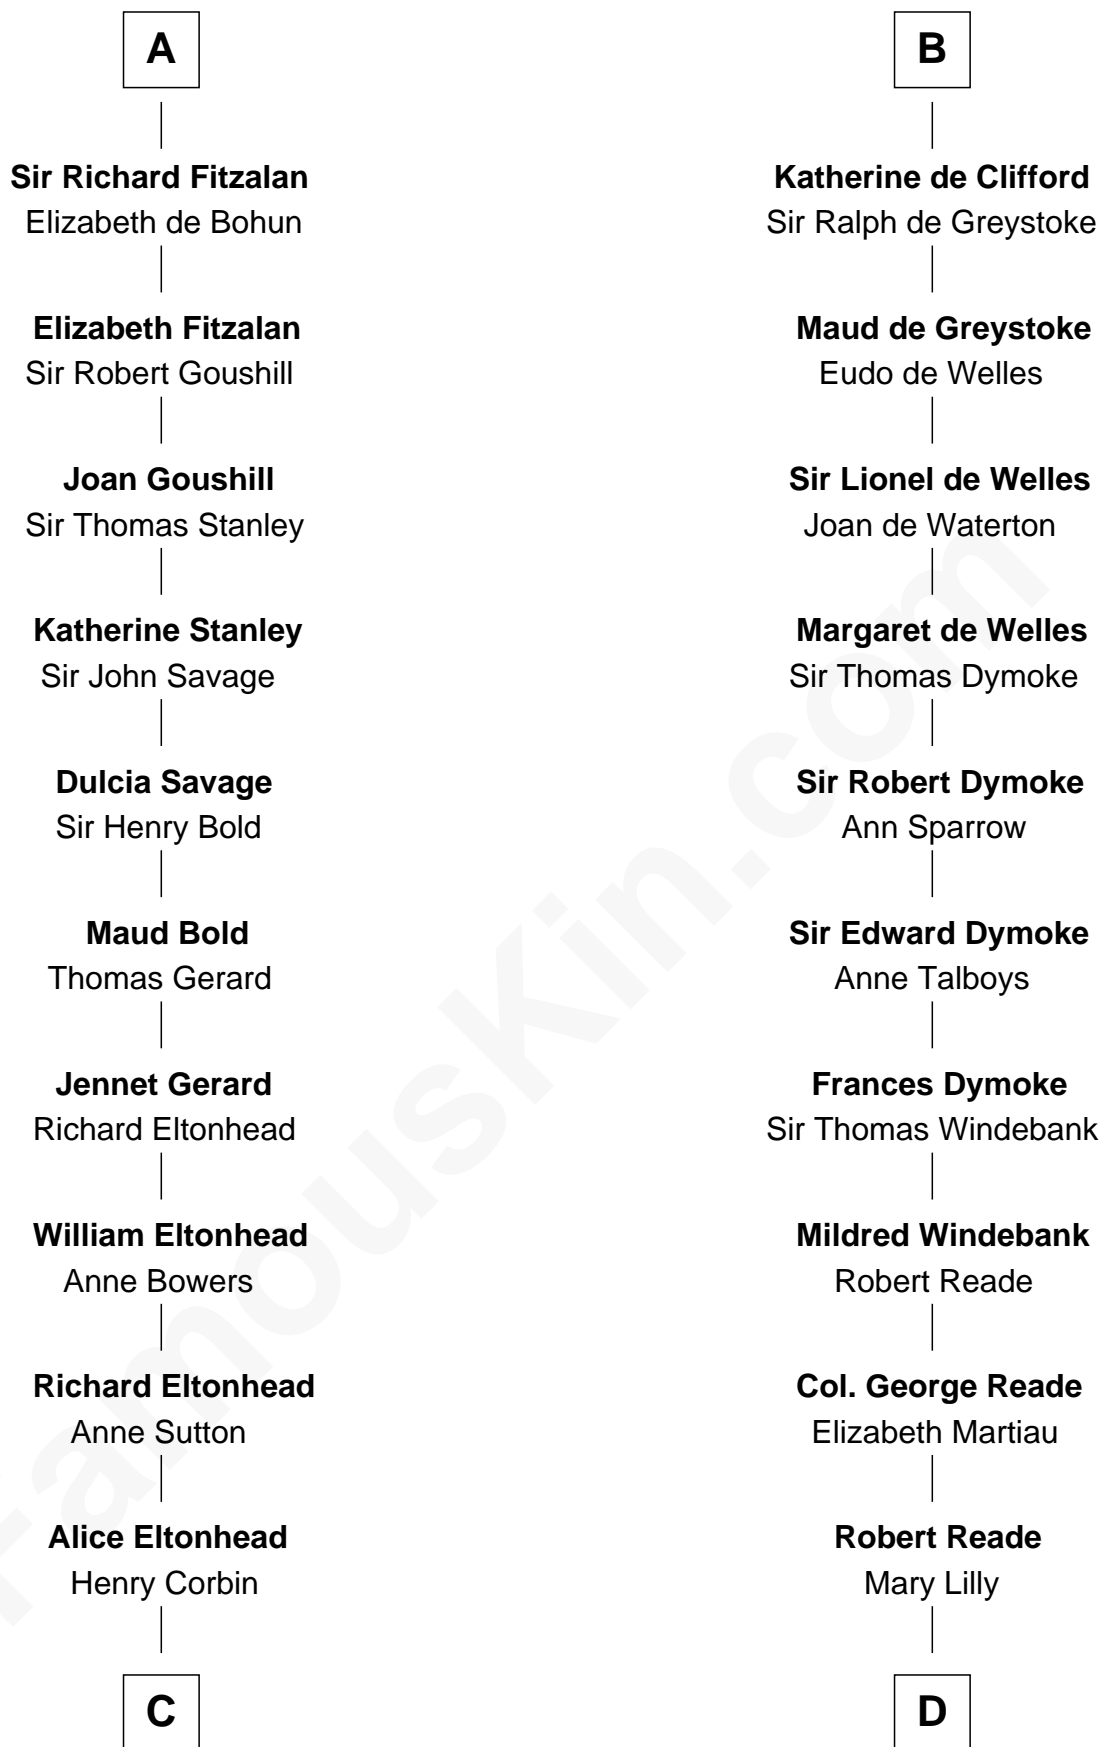 A
Sir Richard Fitzalan
Elizabeth de Bohun
Elizabeth Fitzalan
Sir Robert Goushill
Joan Goushill
Sir Thomas Stanley
Katherine Stanley
Sir John Savage
Dulcia Savage
Sir Henry Bold
Maud Bold
Thomas Gerard
Jennet Gerard
Richard Eltonhead
William Eltonhead
Anne Bowers
Richard Eltonhead
Anne Sutton
Alice Eltonhead
Henry Corbin
C
B
Katherine de Clifford
Sir Ralph de Greystoke
Maud de Greystoke
Eudo de Welles
Sir Lionel de Welles
Joan de Waterton
Margaret de Welles
Sir Thomas Dymoke
Sir Robert Dymoke
Ann Sparrow
Sir Edward Dymoke
Anne Talboys
Frances Dymoke
Sir Thomas Windebank
Mildred Windebank
Robert Reade
Col. George Reade
Elizabeth Martiau
Robert Reade
Mary Lilly
D
FamousKin.com